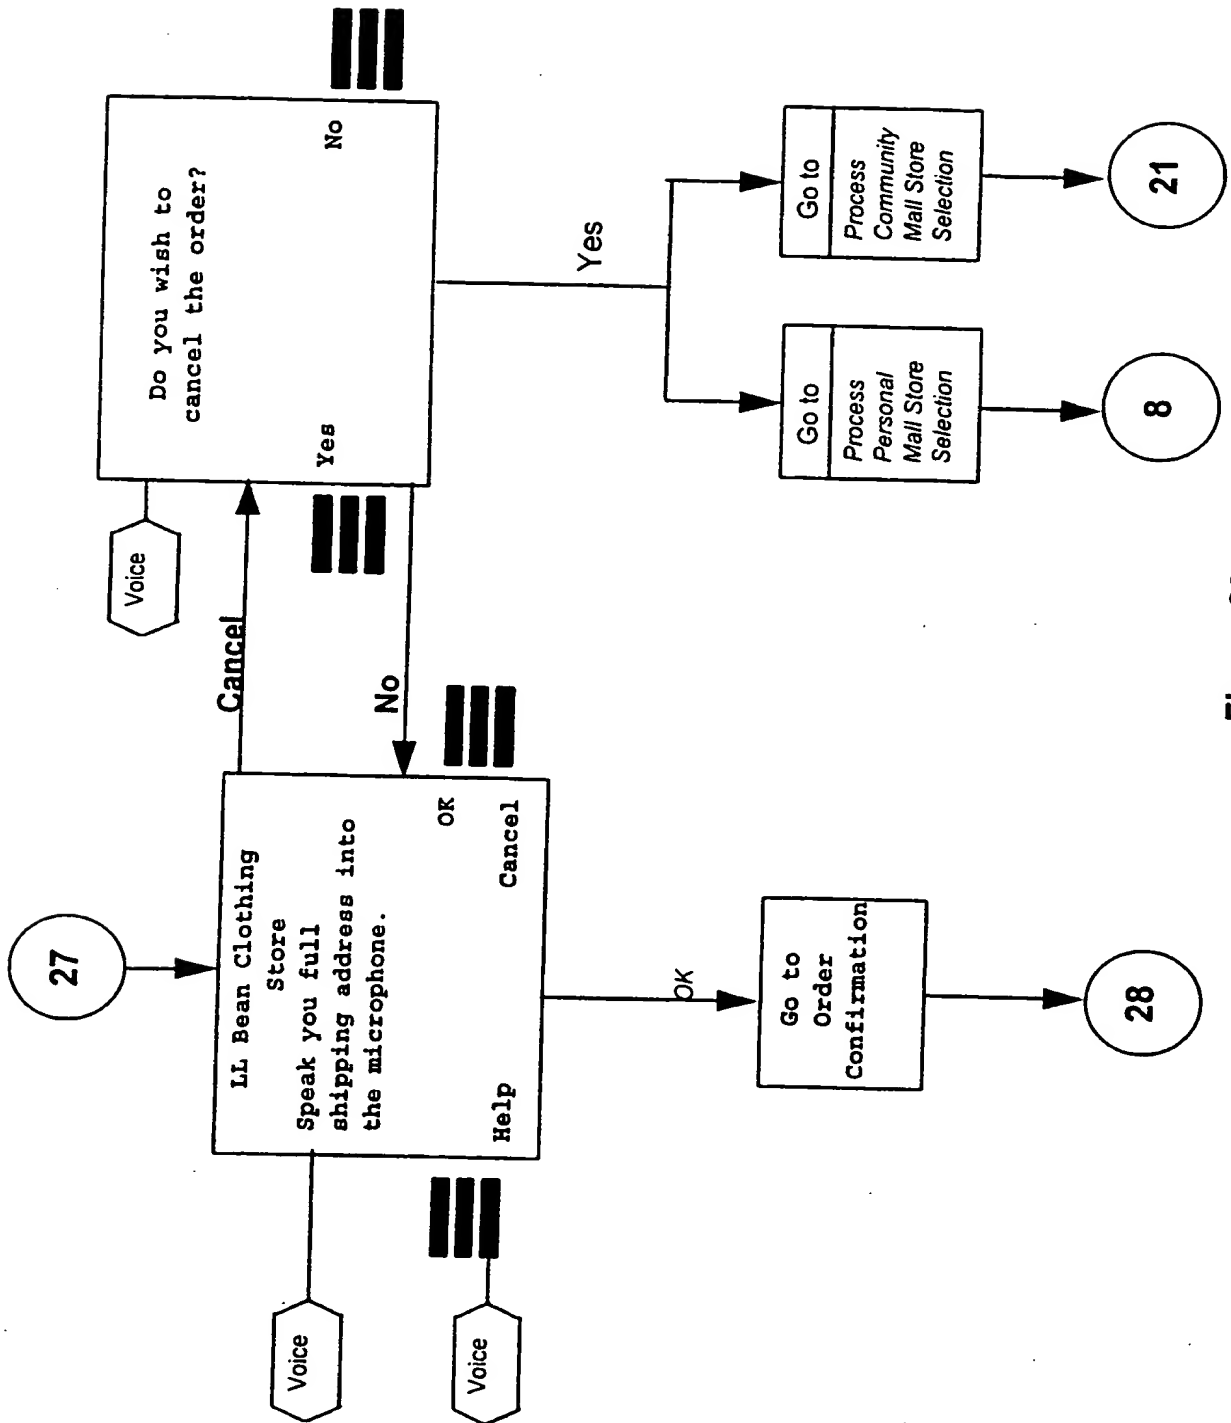 27
LL Bean Clothing
Store
Speak you full
shipping address into
the microphone.
OK
Help
Cancel
Voice
Voice
Cancel
No
Voice
Do you wish to
cancel the order?
Yes
No
OK
Go to
Order
Confirmation
28
Yes
Go to
Process
Personal
Mall Store
Selection
8
Go to
Process
Community
Mall Store
Selection
21